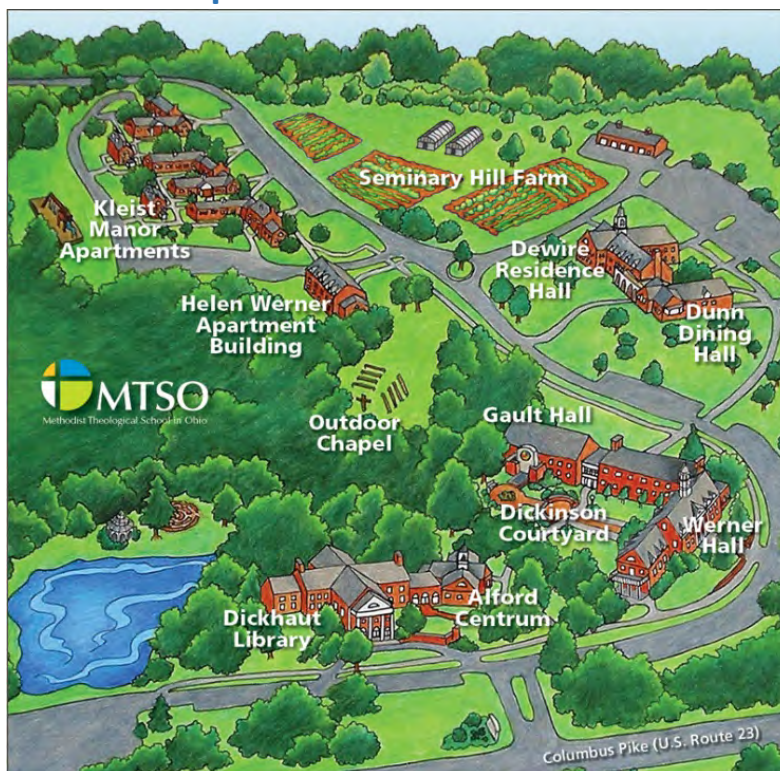 Seminary Hill Farm
Kleist
Manor
Apartments
Dewire
Residence
Hall
Helen Werner
Apartment
Building
Dunn
Dining
Hall
MTSO
Methodist Theological School in Ohio
Outdoor
Chapel
Gault Hall
Dickinson
Courtyard
Werner
Hall
Dickhaut
Library
Alford
Centrum
Columbus Pike (U.S. Route 23)